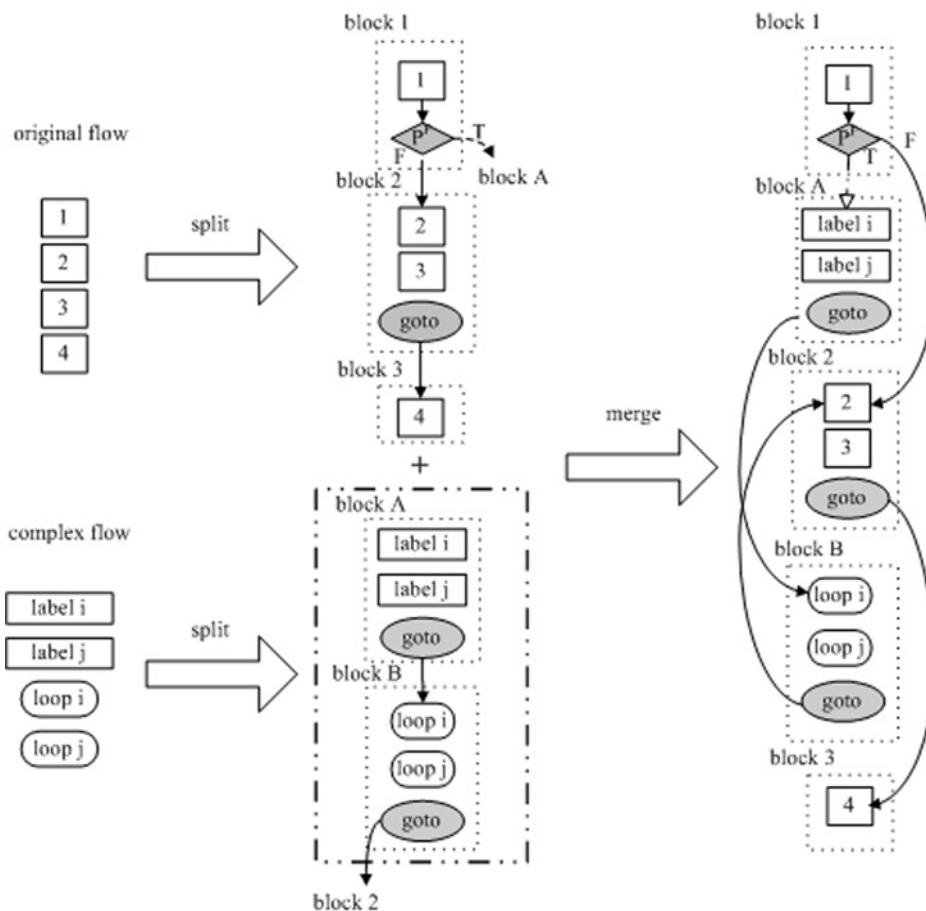 original flow
1
2
3
4
split
block 1
1
P^r
T
F
block A
block 2
2
3
goto
block 3
4
+
complex flow
label i
label j
loop i
loop j
split
block A
label i
label j
goto
block B
loop i
loop j
goto
block 2
merge
block 1
1
P^r
F
T
block A
label i
label j
goto
block 2
2
3
goto
block B
loop i
loop j
goto
block 3
4